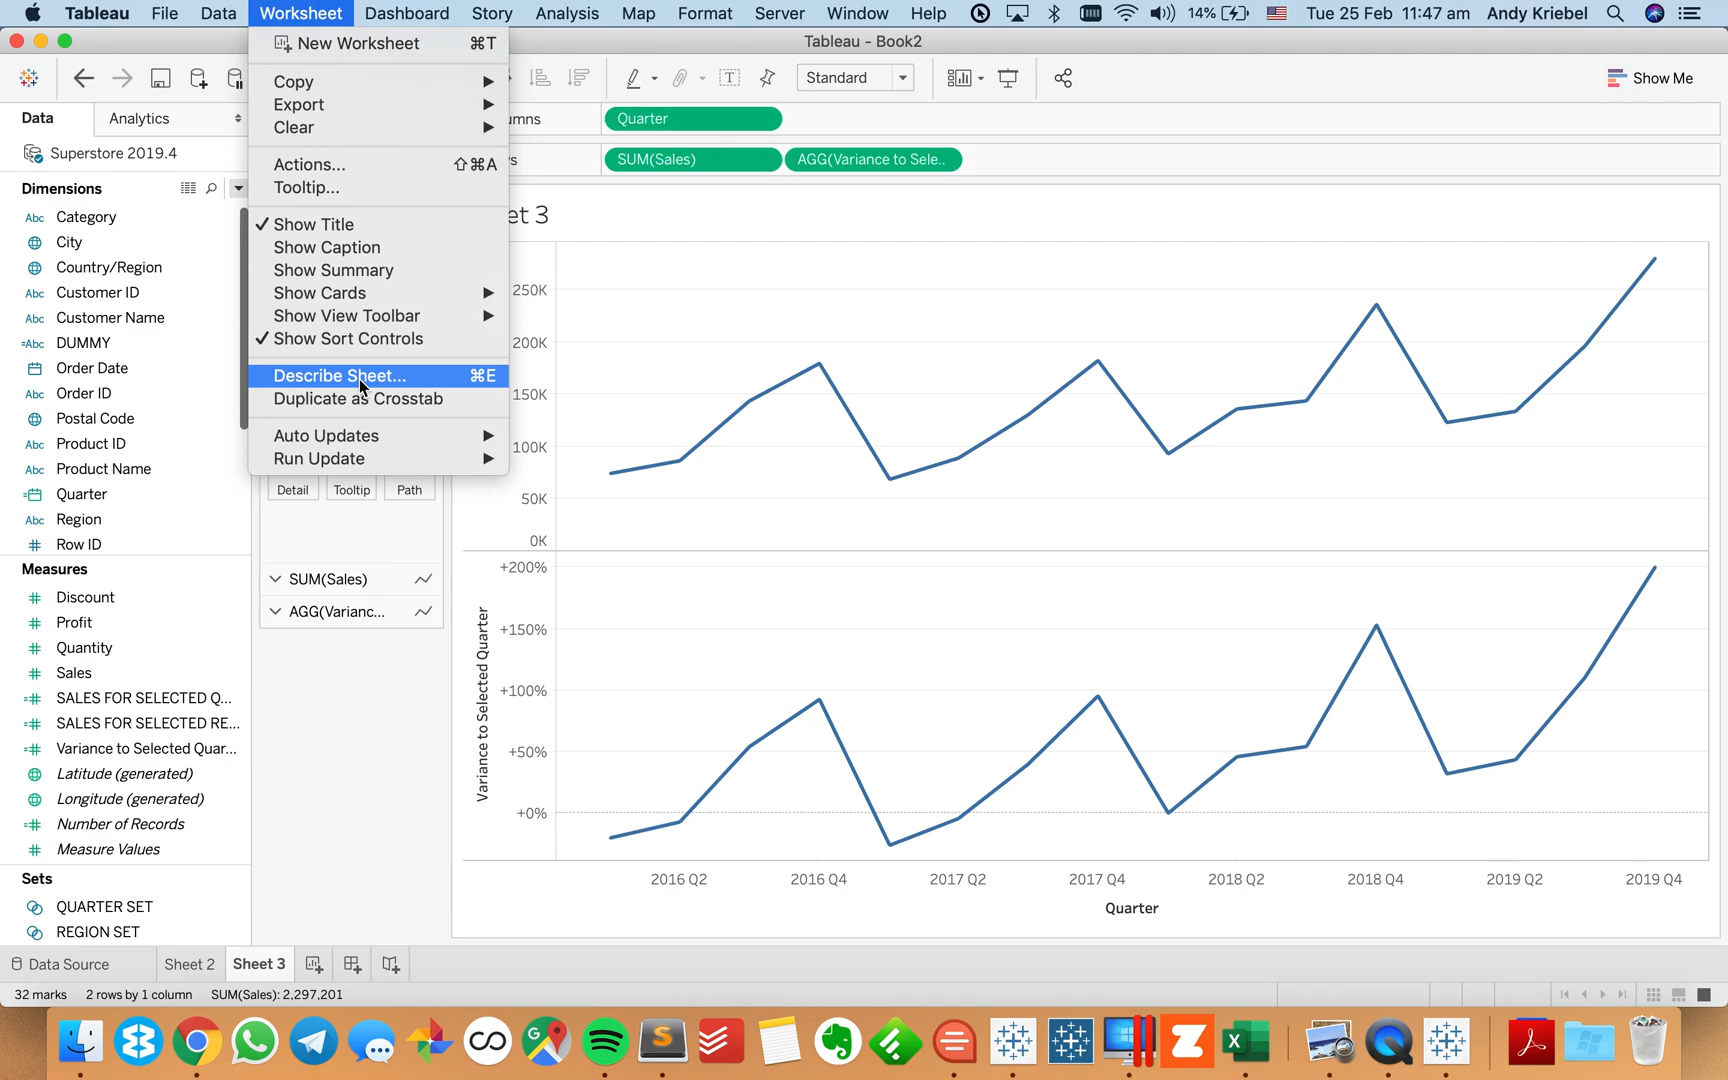 Tableau File Data Worksheet Dashboard Story Analysis Map Format Server Window Help 14% Tue 25 Feb 11:47 am Andy Kriebel
Tableau - Book2
Standard
Show Me
Data
Analytics
Superstore 2019.4
Dimensions
Abc Category
City
Country/Region
Abc Customer ID
Abc Customer Name
=Abc DUMMY
Order Date
Abc Order ID
Postal Code
Abc Product ID
Abc Product Name
Quarter
Abc Region
# Row ID
Measures
# Discount
# Profit
# Quantity
# Sales
=# SALES FOR SELECTED Q...
=# SALES FOR SELECTED RE...
=# Variance to Selected Quar...
Latitude (generated)
Longitude (generated)
=# Number of Records
# Measure Values
Sets
QUARTER SET
REGION SET
New Worksheet ⌘T
Copy
Export
Clear
Actions... ⇧⌘A
Tooltip...
✓ Show Title
Show Caption
Show Summary
Show Cards
Show View Toolbar
✓ Show Sort Controls
Describe Sheet... ⌘E
Duplicate as Crosstab
Auto Updates
Run Update
Detail Tooltip Path
SUM(Sales)
AGG(Varianc...
umns
Quarter
s
SUM(Sales)
AGG(Variance to Sele..
et 3
250K
200K
150K
100K
50K
0K
+200%
+150%
+100%
+50%
+0%
Variance to Selected Quarter
2016 Q2 2016 Q4 2017 Q2 2017 Q4 2018 Q2 2018 Q4 2019 Q2 2019 Q4
Quarter
Data Source
Sheet 2
Sheet 3
32 marks 2 rows by 1 column SUM(Sales): 2,297,201